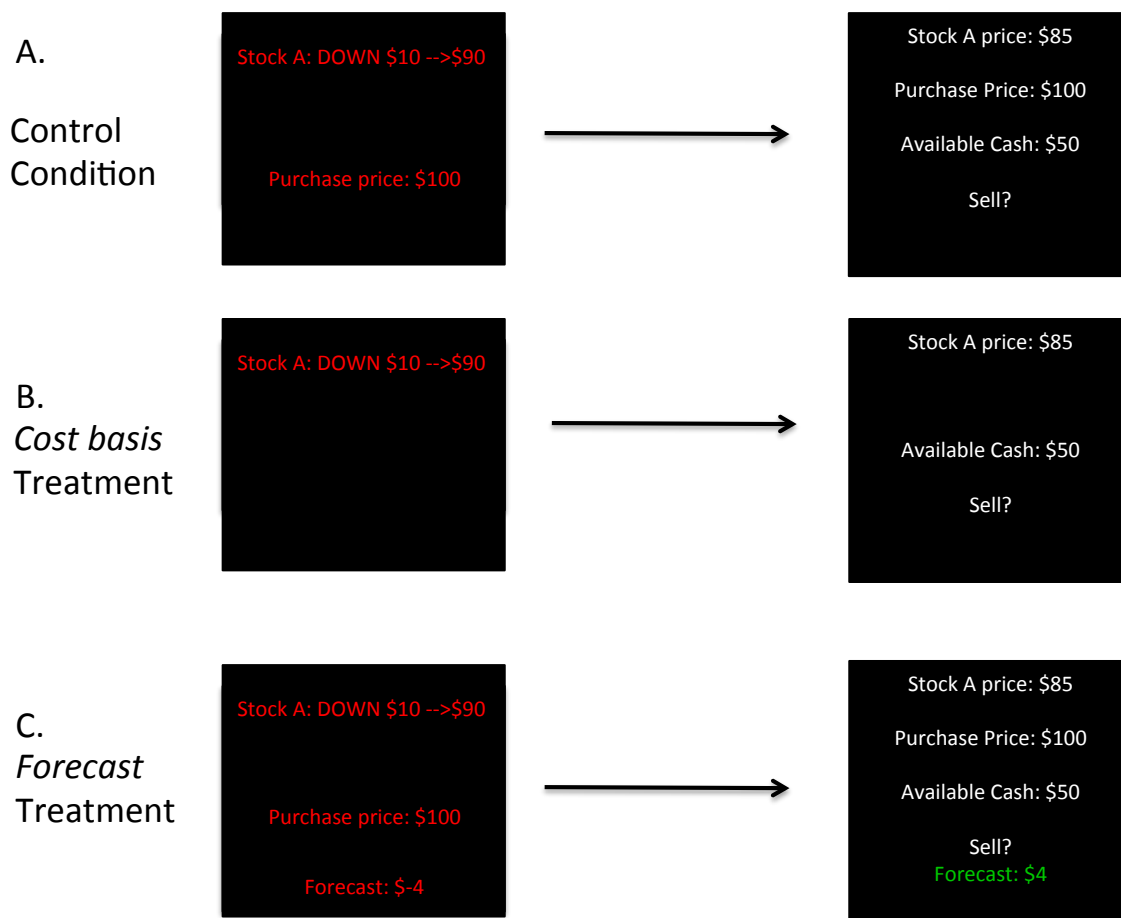 A.
Control
Condition
Stock A: DOWN $10 -->$90
Purchase price: $100
Stock A price: $85
Purchase Price: $100
Available Cash: $50
Sell?
B.
Cost basis
Treatment
Stock A: DOWN $10 -->$90
Stock A price: $85
Available Cash: $50
Sell?
C.
Forecast
Treatment
Stock A: DOWN $10 -->$90
Purchase price: $100
Forecast: $-4
Stock A price: $85
Purchase Price: $100
Available Cash: $50
Sell?
Forecast: $4